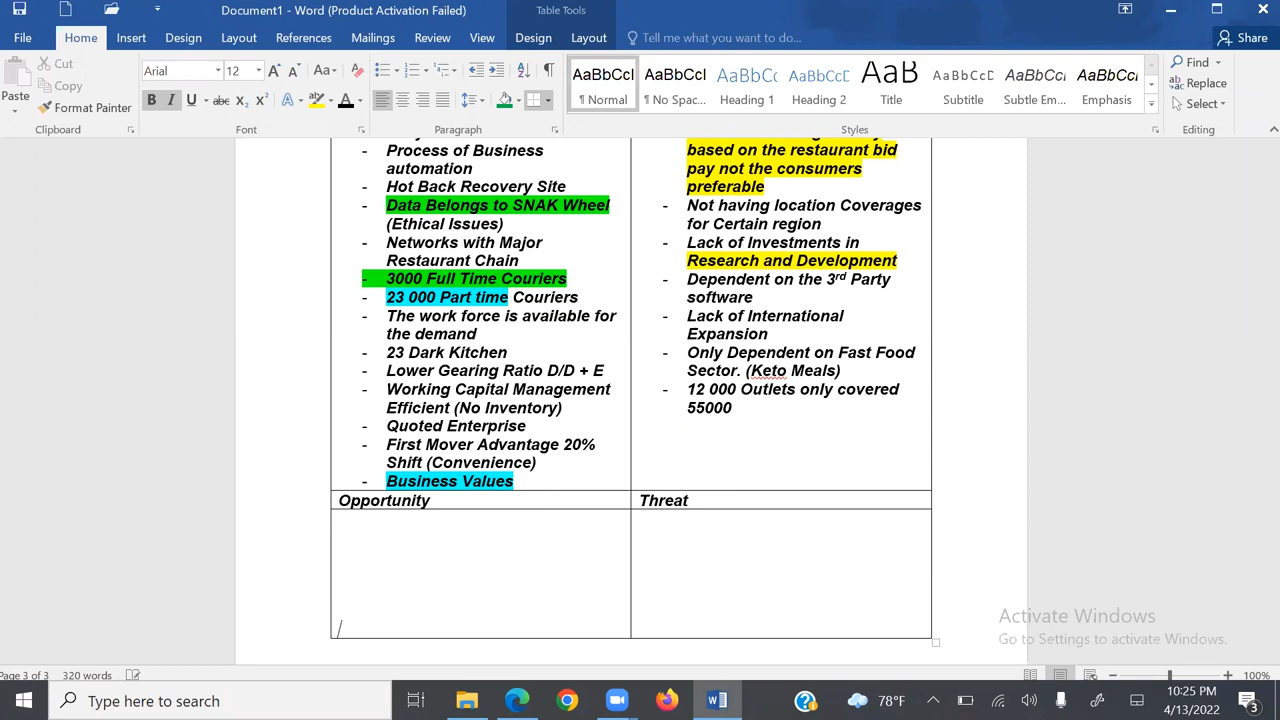 Document1 - Word (Product Activation Failed)
Table Tools
File
Home
Insert
Design
Layout
References
Mailings
Review
View
Design
Layout
Tell me what you want to do...
Share
Paste
Cut
Copy
Format Painter
Clipboard
Arial
12
Font
Paragraph
AaBbCcI
¶ Normal
AaBbCcI
¶ No Spac...
AaBbCc
Heading 1
AaBbCcD
Heading 2
AaB
Title
AaBbCcD
Subtitle
AaBbCcD
Subtle Em...
AaBbCcD
Emphasis
Styles
Find
Replace
Select
Editing
- Process of Business
automation
- Hot Back Recovery Site
- Data Belongs to SNAK Wheel
(Ethical Issues)
- Networks with Major
Restaurant Chain
- 3000 Full Time Couriers
- 23 000 Part time Couriers
- The work force is available for
the demand
- 23 Dark Kitchen
- Lower Gearing Ratio D/D + E
- Working Capital Management
Efficient (No Inventory)
- Quoted Enterprise
- First Mover Advantage 20%
Shift (Convenience)
- Business Values
based on the restaurant bid
pay not the consumers
preferable
- Not having location Coverages
for Certain region
- Lack of Investments in
Research and Development
- Dependent on the 3rd Party
software
- Lack of International
Expansion
- Only Dependent on Fast Food
Sector. (Keto Meals)
- 12 000 Outlets only covered
55000
Opportunity
Threat
Activate Windows
Go to Settings to activate Windows.
Page 3 of 3
320 words
100%
Type here to search
78°F
10:25 PM
4/13/2022
3